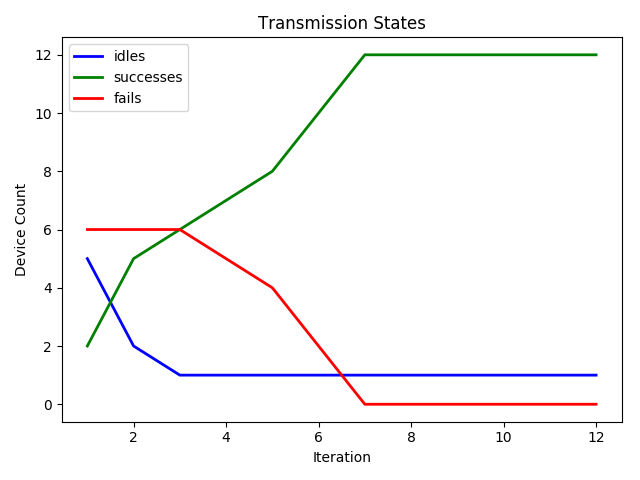 Transmission States
idles
successes
fails
Device Count
12
10
8
6
4
2
0
2 4 6 8 10 12
Iteration